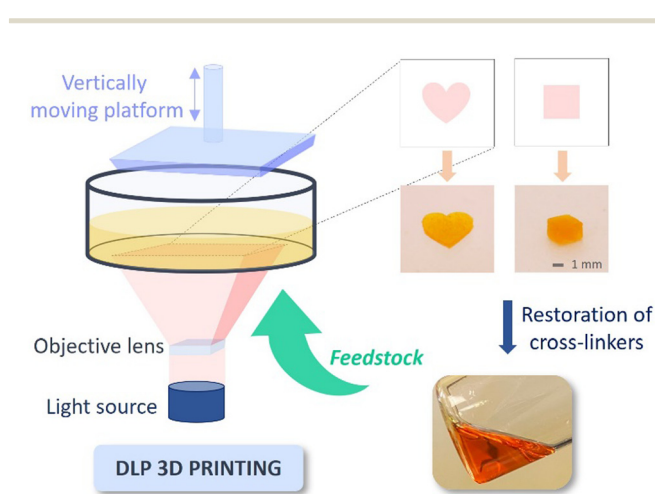 Vertically
moving platform
1 mm
Objective lens
Restoration of
cross-linkers
Feedstock
Light source
DLP 3D PRINTING